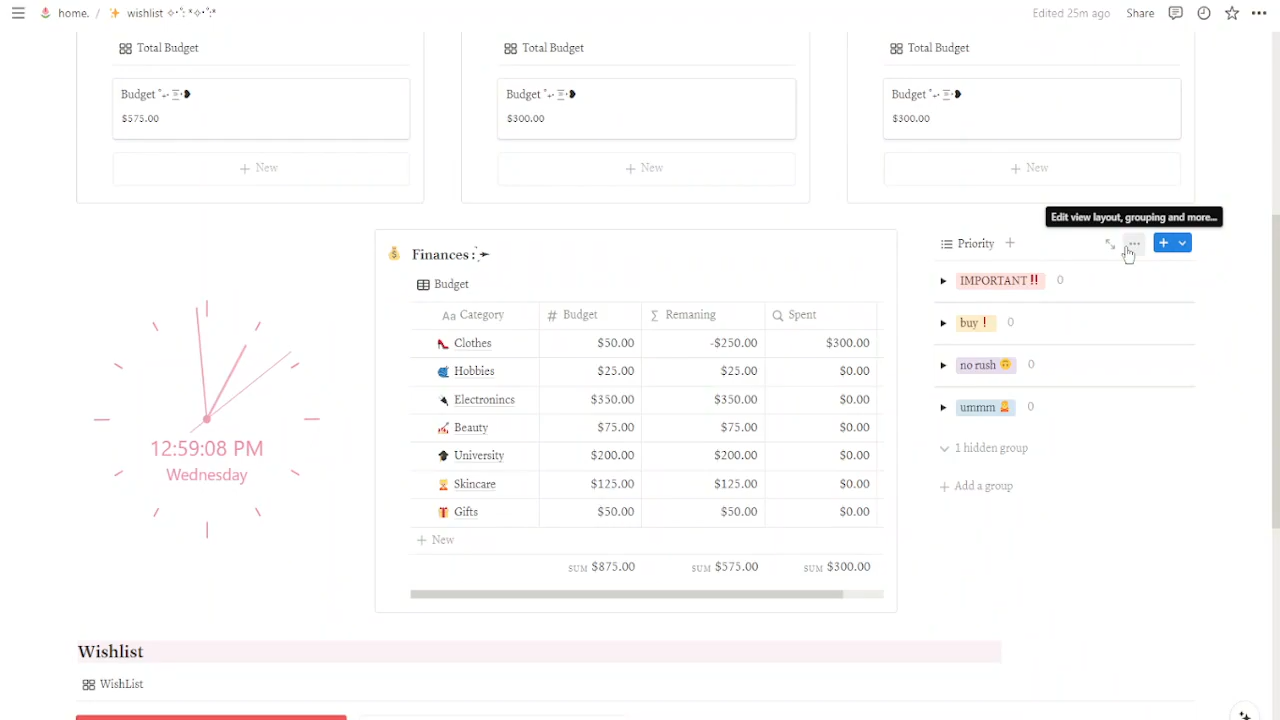 home. / wishlist ✧･ﾟ: *✧･ﾟ:*
Edited 25m ago Share
Total Budget
Budget
$575.00
+ New
Total Budget
Budget
$300.00
+ New
Total Budget
Budget
$300.00
+ New
Edit view layout, grouping and more...
12:59:08 PM
Wednesday
Finances
Budget
Aa Category # Budget Σ Remaning Spent
Clothes $50.00 -$250.00 $300.00
Hobbies $25.00 $25.00 $0.00
Electronincs $350.00 $350.00 $0.00
Beauty $75.00 $75.00 $0.00
University $200.00 $200.00 $0.00
Skincare $125.00 $125.00 $0.00
Gifts $50.00 $50.00 $0.00
+ New
SUM $875.00 SUM $575.00 SUM $300.00
Priority +
IMPORTANT‼ 0
buy ❗ 0
no rush 🙃 0
ummm 0
1 hidden group
+ Add a group
Wishlist
WishList